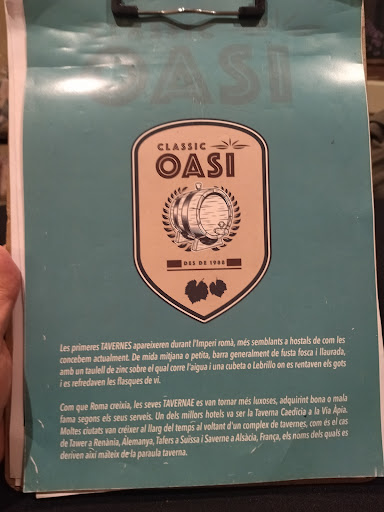 OASI
CLASSIC
OASI
DES DE 1988
Les primeres TAVERNES apareixeren durant l'Imperi romà, més semblants a hostals de com les
concebem actualment. De mida mitjana o petita, barra generalment de fusta fosca i llaurada,
amb un taulell de zinc sobre el qual corre l'aigua i una cubeta o Lebrillo on es rentaven els gots
i es refredaven les flasques de vi.
Com que Roma creixia, les seves TAVERNAE es van tornar més luxoses, adquirint bona o mala
fama segons els seus serveis. Un dels millors hotels va ser la Taverna Caedicia a la Via Àpia.
Moltes ciutats van créixer al llarg del temps al voltant d'un complex de tavernes, com és el cas
de Tawer a Renània, Alemanya, Tafers a Suïssa i Saverne a Alsàcia, França, els noms dels quals es
deriven així mateix de la paraula taverna.